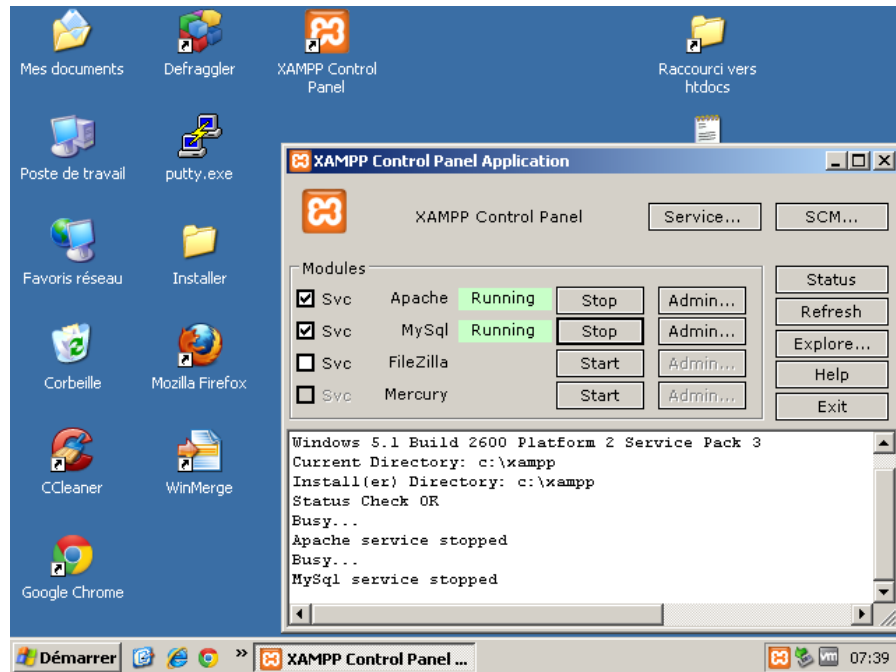 Mes documents
Defraggler
XAMPP Control
Panel
Raccourci vers
htdocs
Poste de travail
putty.exe
Favoris réseau
Installer
Corbeille
Mozilla Firefox
CCleaner
WinMerge
Google Chrome
XAMPP Control Panel Application
XAMPP Control Panel
Service...
SCM...
Modules
Svc Apache Running Stop Admin...
Svc MySql Running Stop Admin...
Svc FileZilla Start Admin...
Svc Mercury Start Admin...
Status
Refresh
Explore...
Help
Exit
Windows 5.1 Build 2600 Platform 2 Service Pack 3
Current Directory: c:\xampp
Install(er) Directory: c:\xampp
Status Check OK
Busy...
Apache service stopped
Busy...
MySql service stopped
Démarrer
»
XAMPP Control Panel ...
vm
07:39